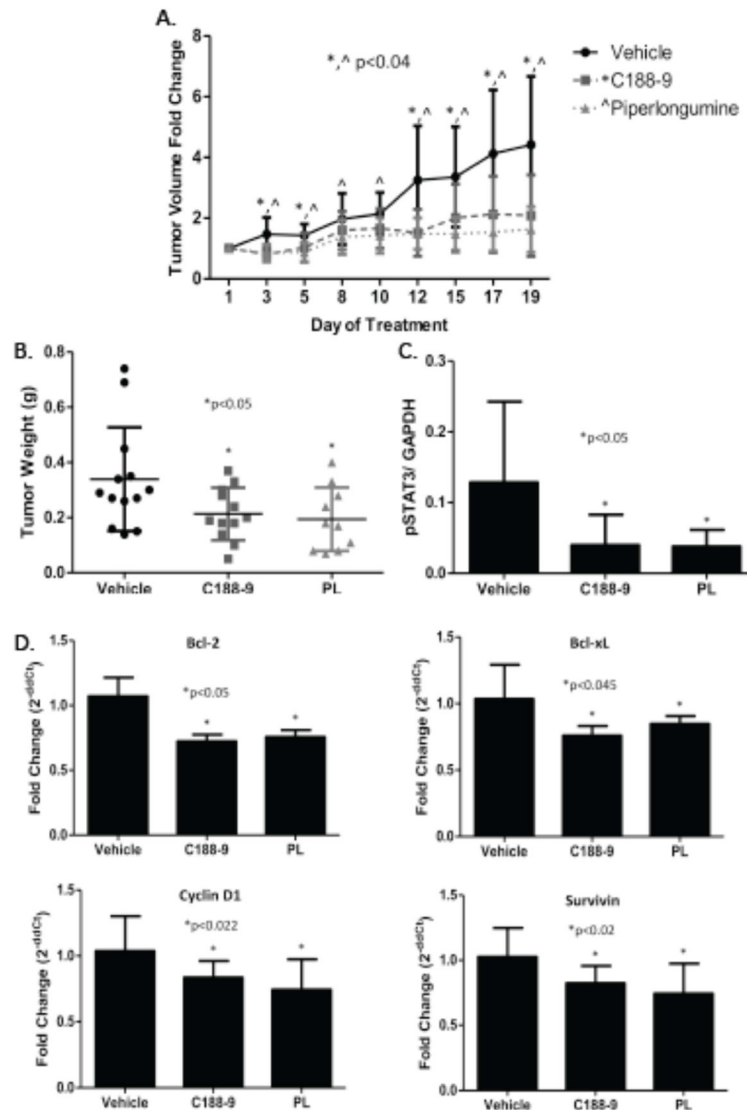 A.
Tumor Volume Fold Change
8
6
4
2
0
*,^ p<0.04
*,^
*,^
^
^
*,^
*,^
*,^
*,^
1 3 5 8 10 12 15 17 19
Day of Treatment
Vehicle
*C188-9
^Piperlongumine
B.
Tumor Weight (g)
0.8
0.6
0.4
0.2
0.0
*p<0.05
*
*
Vehicle C188-9 PL
C.
pSTAT3/ GAPDH
0.3
0.2
0.1
0.0
*p<0.05
*
*
Vehicle C188-9 PL
D.
Bcl-2
Fold Change (2^-ddCt)
1.5
1.0
0.5
0.0
*p<0.05
*
*
Vehicle C188-9 PL
Bcl-xL
Fold Change (2^-ddCt)
1.5
1.0
0.5
0.0
*p<0.045
*
*
Vehicle C188-9 PL
Cyclin D1
Fold Change (2^-ddCt)
1.5
1.0
0.5
0.0
*p<0.022
*
*
Vehicle C188-9 PL
Survivin
Fold Change (2^-ddCt)
1.5
1.0
0.5
0.0
*p<0.02
*
*
Vehicle C188-9 PL